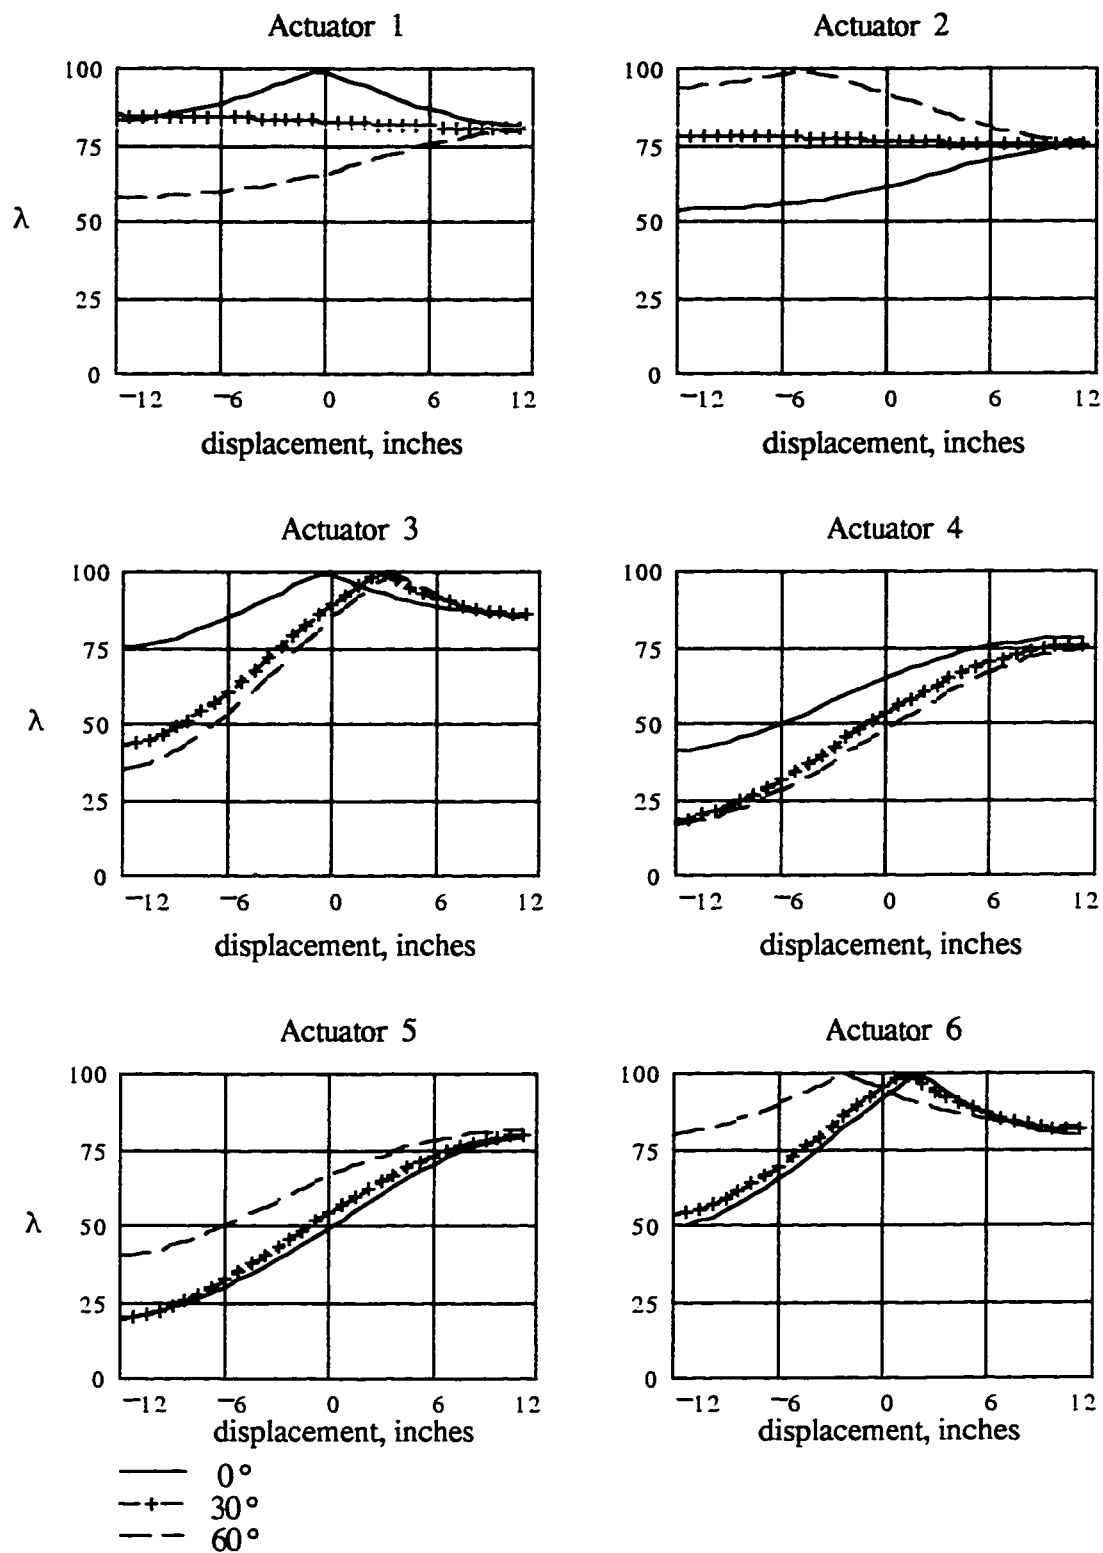 Actuator 1
Actuator 2
100
75
50
25
0
λ
-12 -6 0 6 12
displacement, inches
100
75
50
25
0
-12 -6 0 6 12
displacement, inches
Actuator 3
Actuator 4
100
75
50
25
0
λ
-12 -6 0 6 12
displacement, inches
100
75
50
25
0
-12 -6 0 6 12
displacement, inches
Actuator 5
Actuator 6
100
75
50
25
0
λ
-12 -6 0 6 12
displacement, inches
100
75
50
25
0
-12 -6 0 6 12
displacement, inches
0°
30°
60°